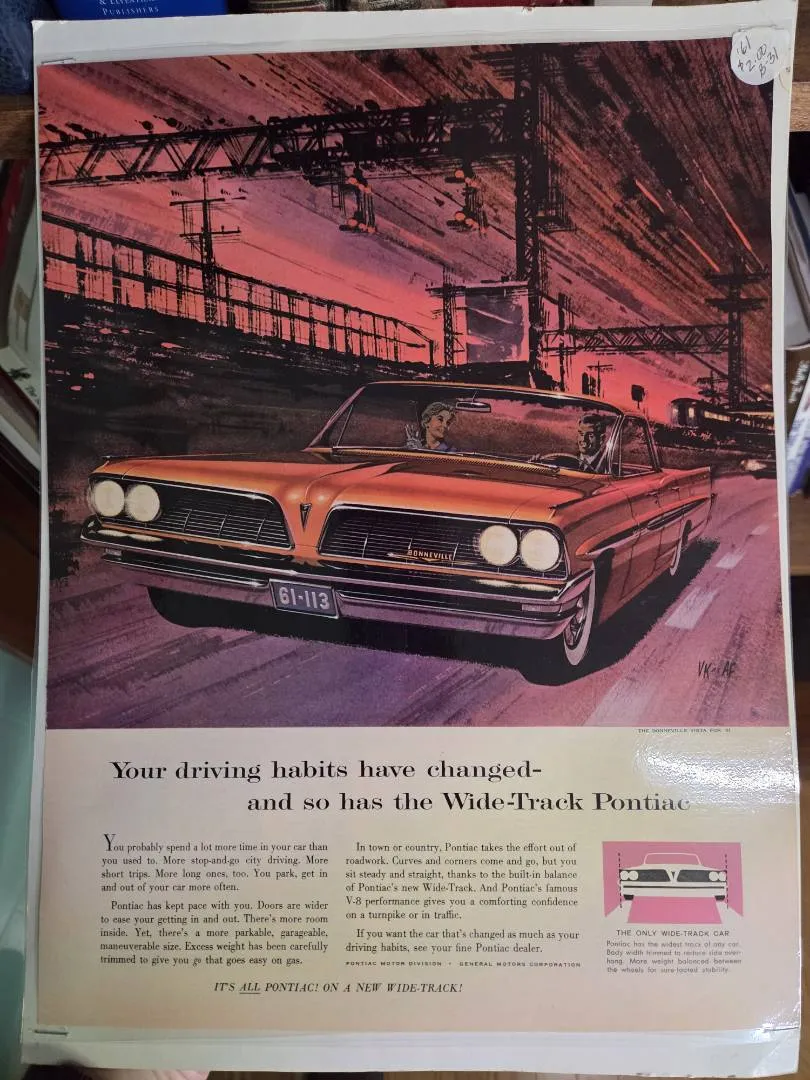 & LEVENTHAL
PUBLISHERS
'61
$2.00
B-31
BONNEVILLE
61-113
VK and AF
THE BONNEVILLE VISTA FOR '61
Your driving habits have changed-
and so has the Wide-Track Pontiac
You probably spend a lot more time in your car than
you used to. More stop-and-go city driving. More
short trips. More long ones, too. You park, get in
and out of your car more often.
Pontiac has kept pace with you. Doors are wider
to ease your getting in and out. There's more room
inside. Yet, there's a more parkable, garageable,
maneuverable size. Excess weight has been carefully
trimmed to give you go that goes easy on gas.
In town or country, Pontiac takes the effort out of
roadwork. Curves and corners come and go, but you
sit steady and straight, thanks to the built-in balance
of Pontiac's new Wide-Track. And Pontiac's famous
V-8 performance gives you a comforting confidence
on a turnpike or in traffic.
If you want the car that's changed as much as your
driving habits, see your fine Pontiac dealer.
PONTIAC MOTOR DIVISION • GENERAL MOTORS CORPORATION
THE ONLY WIDE-TRACK CAR
Pontiac has the widest track of any car.
Body width trimmed to reduce side over-
hang. More weight balanced between
the wheels for sure-footed stability.
IT'S ALL PONTIAC! ON A NEW WIDE-TRACK!